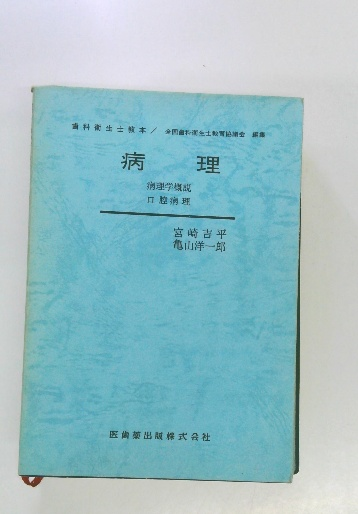 歯科衛生士教本／全国歯科衛生士教育協議会 編集
病 理
病理学概説
口腔病理
宮崎吉平
亀山洋一郎
医歯薬出版株式会社